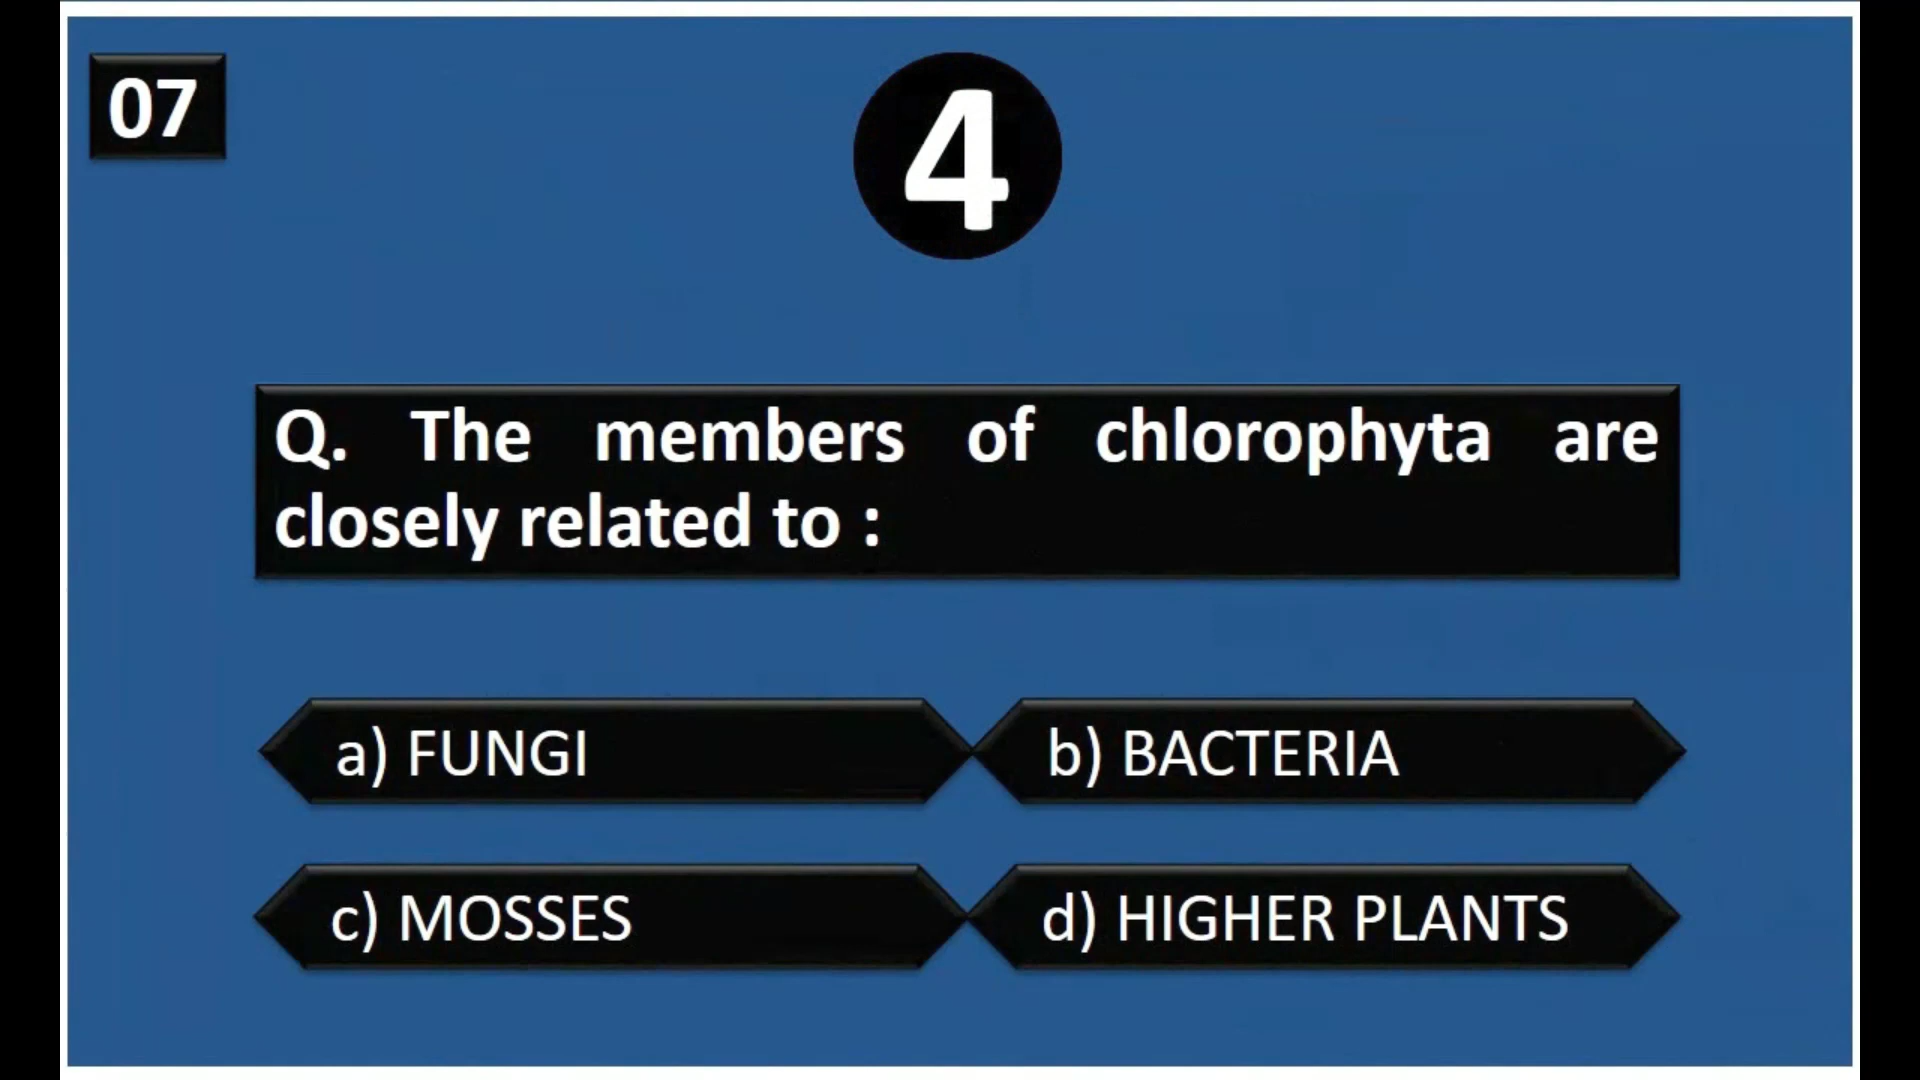 07
4
Q. The members of chlorophyta are
closely related to :
a) FUNGI
b) BACTERIA
c) MOSSES
d) HIGHER PLANTS